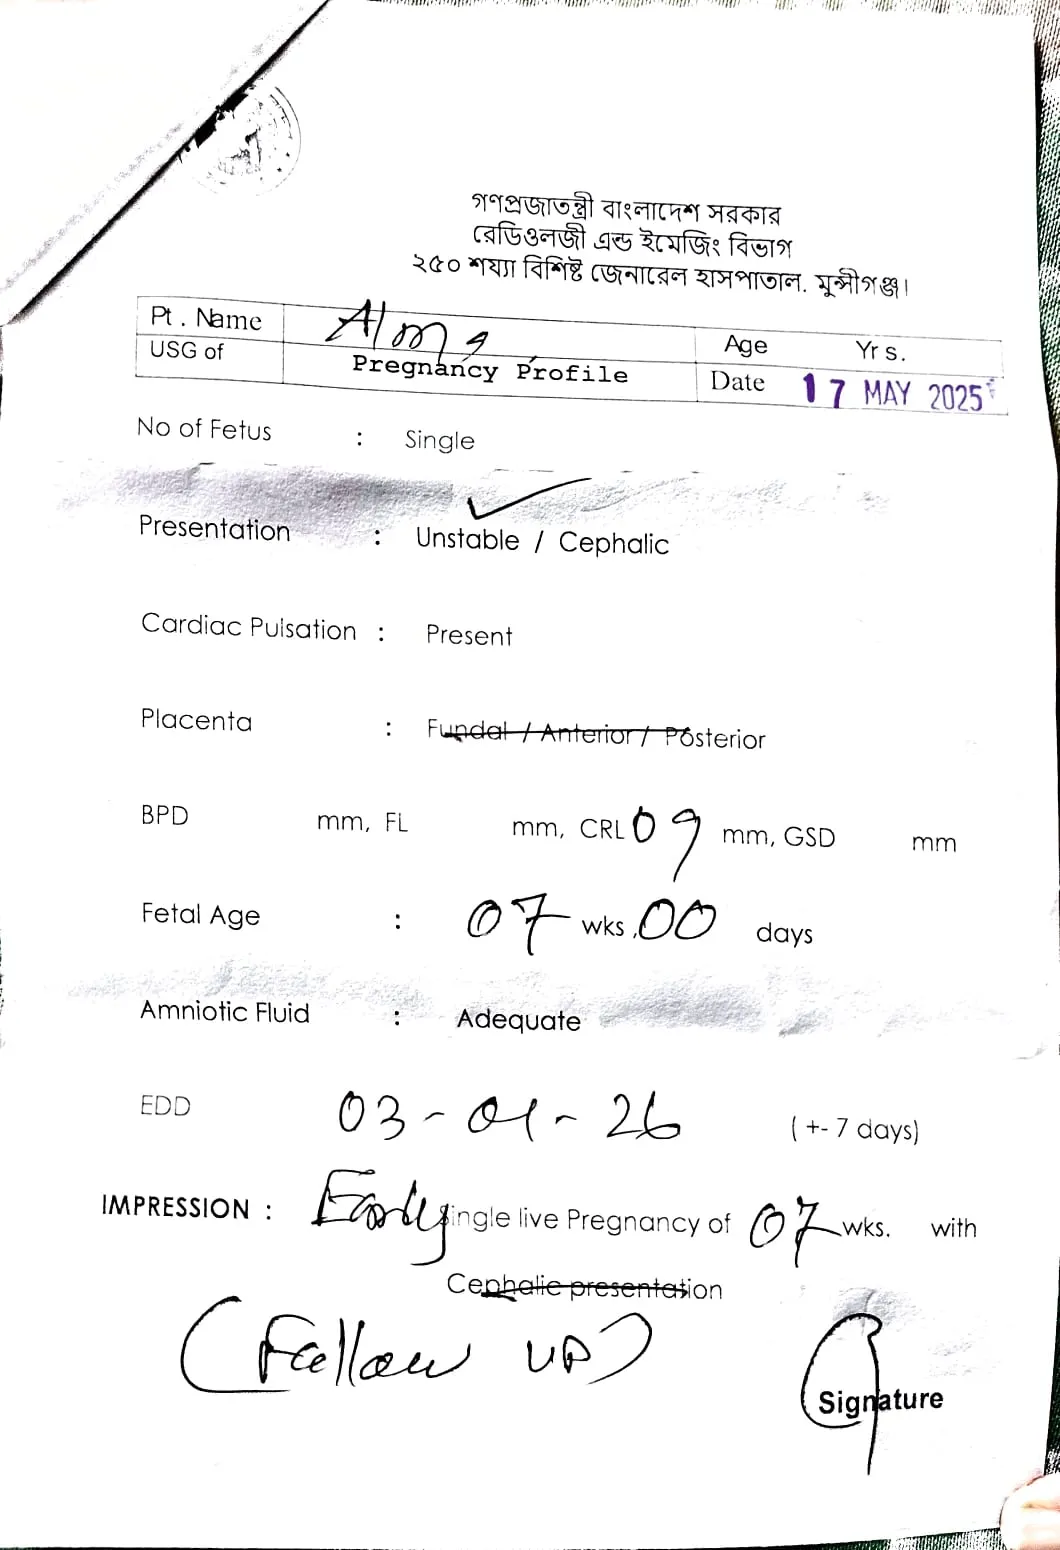 গণপ্রজাতন্ত্রী বাংলাদেশ সরকার
রেডিওলজী এন্ড ইমেজিং বিভাগ
২৫০ শয্যা বিশিষ্ট জেনারেল হাসপাতাল, মুন্সীগঞ্জ।
Pt. Name Alma Age Yrs.
USG of Pregnancy Profile Date 17 MAY 2025
No of Fetus : Single
Presentation : Unstable / Cephalic
Cardiac Pulsation : Present
Placenta : Fundal / Anterior / Posterior
BPD mm, FL mm, CRL 09 mm, GSD mm
Fetal Age : 07 wks, 00 days
Amniotic Fluid : Adequate
EDD 03-01-26 (+- 7 days)
IMPRESSION : Early single live Pregnancy of 07 wks. with
Cephalic presentation
(Follow up)
Signature